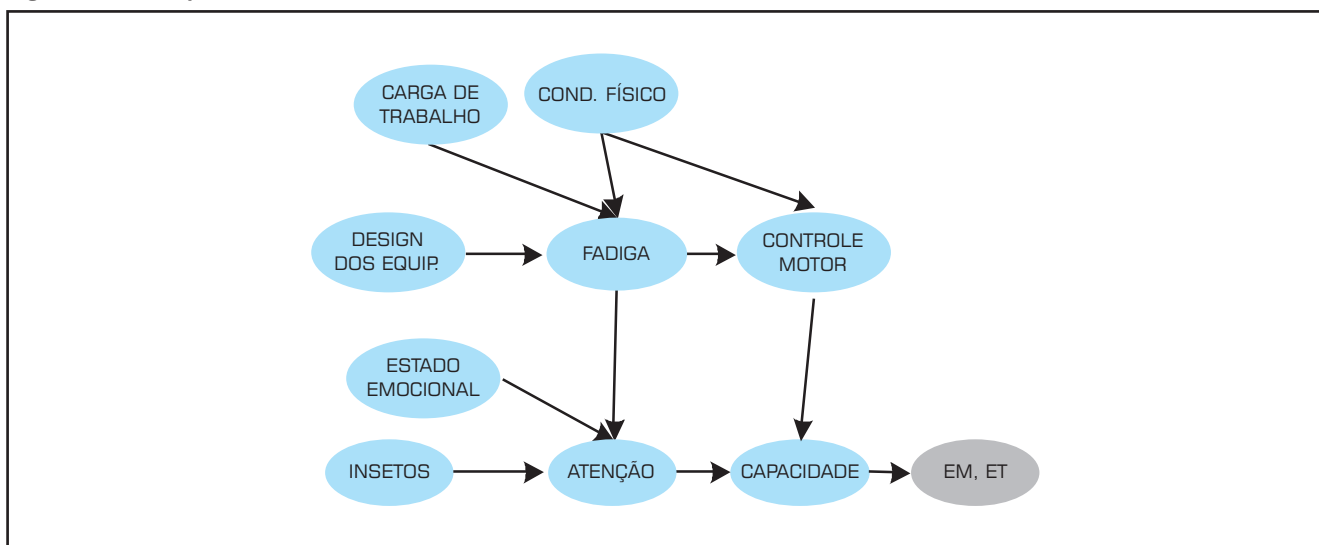 CARGA DE
TRABALHO
COND. FÍSICO
DESIGN
DOS EQUIP.
FADIGA
CONTROLE
MOTOR
ESTADO
EMOCIONAL
INSETOS
ATENÇÃO
CAPACIDADE
EM, ET